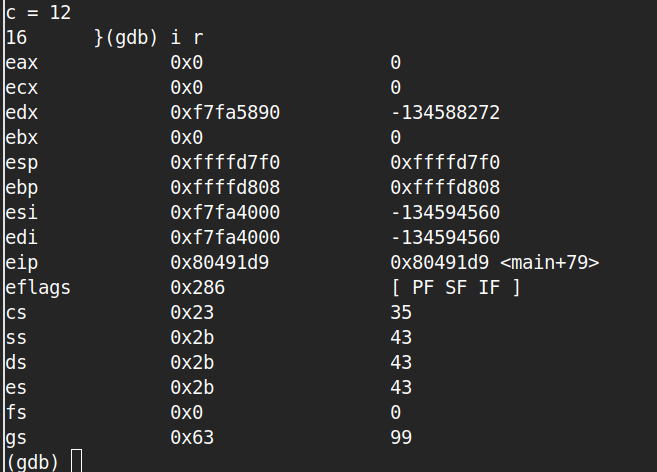 c = 12
16      }(gdb) i r
eax            0x0                 0
ecx            0x0                 0
edx            0xf7fa5890          -134588272
ebx            0x0                 0
esp            0xffffd7f0          0xffffd7f0
ebp            0xffffd808          0xffffd808
esi            0xf7fa4000          -134594560
edi            0xf7fa4000          -134594560
eip            0x80491d9           0x80491d9 <main+79>
eflags         0x286               [ PF SF IF ]
cs             0x23                35
ss             0x2b                43
ds             0x2b                43
es             0x2b                43
fs             0x0                 0
gs             0x63                99
(gdb)